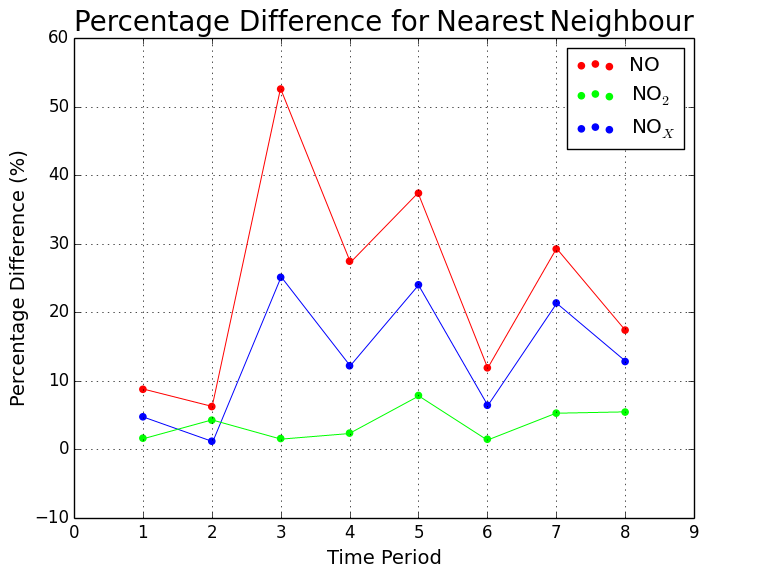 Percentage Difference for Nearest Neighbour
60
50
40
30
20
10
0
−10
Percentage Difference (%)
NO
NO₂
NOₓ
0 1 2 3 4 5 6 7 8 9
Time Period